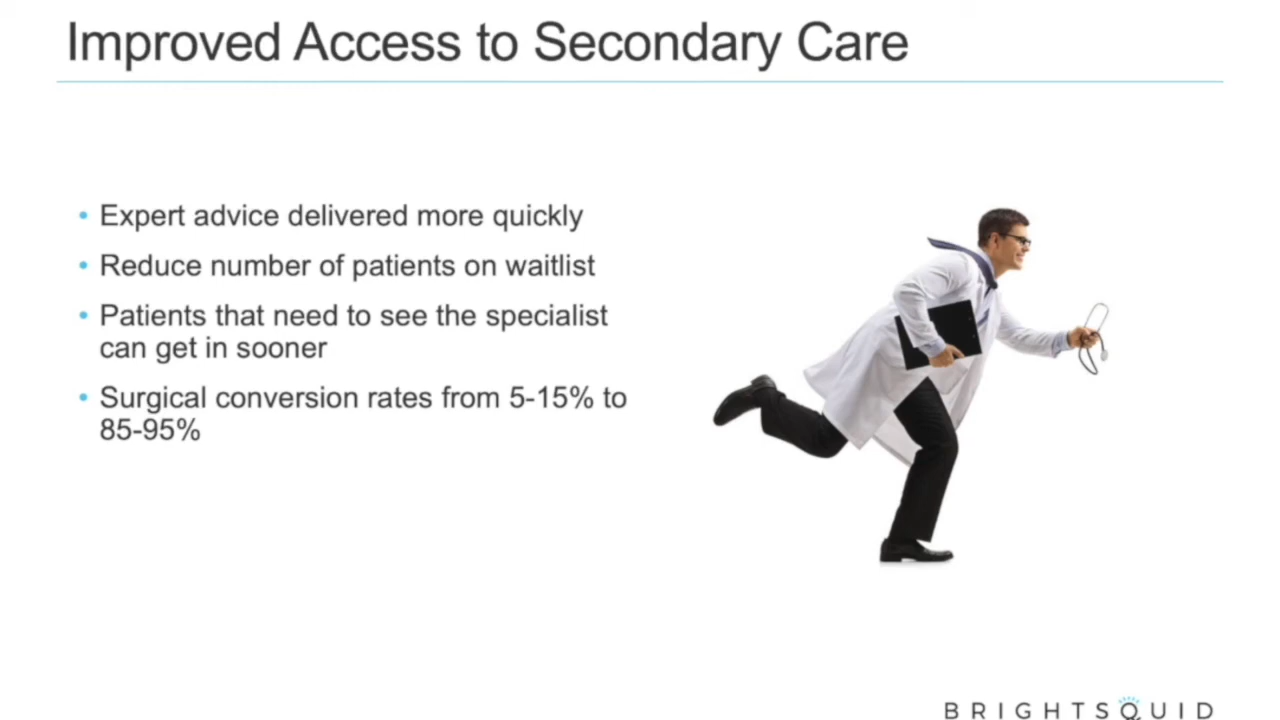 Improved Access to Secondary Care
• Expert advice delivered more quickly
• Reduce number of patients on waitlist
• Patients that need to see the specialist
can get in sooner
• Surgical conversion rates from 5-15% to
85-95%
BRIGHTSQUID